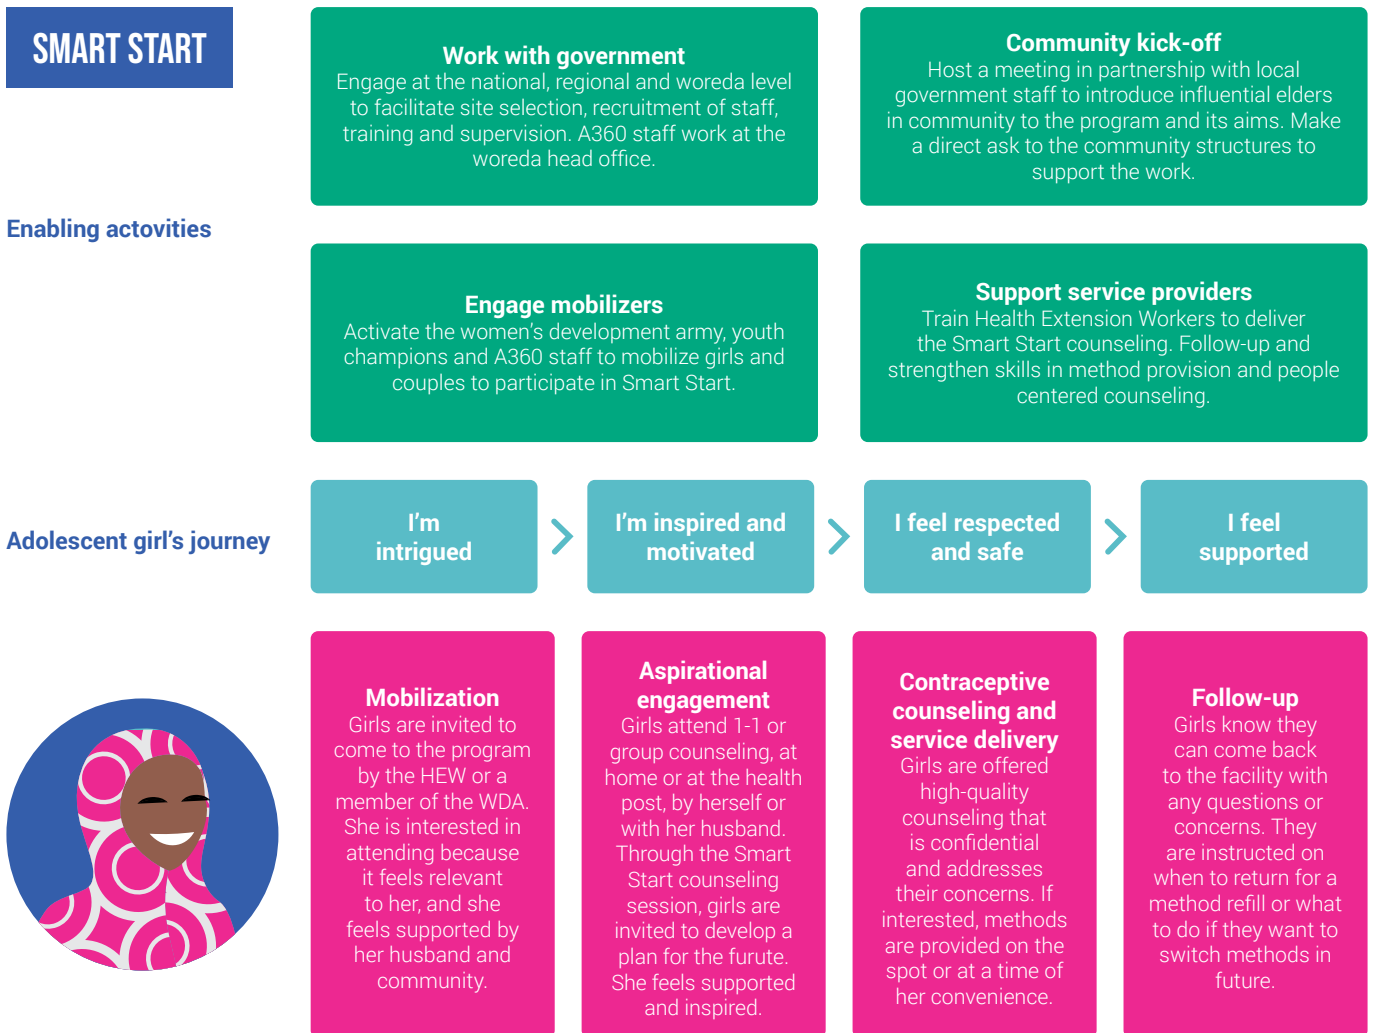 SMART START
Work with government
Engage at the national, regional and woreda level
to facilitate site selection, recruitment of staff,
training and supervision. A360 staff work at the
woreda head office.
Community kick-off
Host a meeting in partnership with local
government staff to introduce influential elders
in community to the program and its aims. Make
a direct ask to the community structures to
support the work.
Enabling actovities
Engage mobilizers
Activate the women's development army, youth
champions and A360 staff to mobilize girls and
couples to participate in Smart Start.
Support service providers
Train Health Extension Workers to deliver
the Smart Start counseling. Follow-up and
strengthen skills in method provision and people
centered counseling.
Adolescent girl's journey
I'm
intrigued
I'm inspired and
motivated
I feel respected
and safe
I feel
supported
Mobilization
Girls are invited to
come to the program
by the HEW or a
member of the WDA.
She is interested in
attending because
it feels relevant
to her, and she
feels supported by
her husband and
community.
Aspirational
engagement
Girls attend 1-1 or
group counseling, at
home or at the health
post, by herself or
with her husband.
Through the Smart
Start counseling
session, girls are
invited to develop a
plan for the furute.
She feels supported
and inspired.
Contraceptive
counseling and
service delivery
Girls are offered
high-quality
counseling that
is confidential
and addresses
their concerns. If
interested, methods
are provided on the
spot or at a time of
her convenience.
Follow-up
Girls know they
can come back
to the facility with
any questions or
concerns. They
are instructed on
when to return for a
method refill or what
to do if they want to
switch methods in
future.